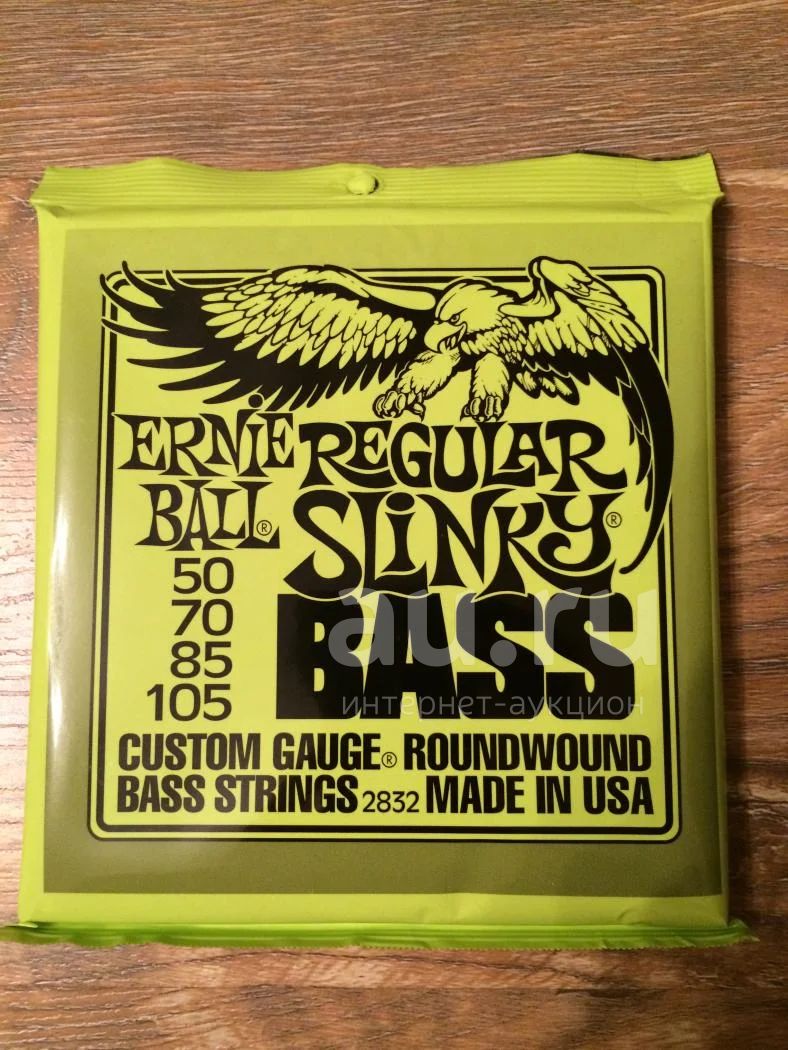 ERNIE BALL®
REGULAR SLINKY®
BASS
50
70
85
105
au.ru
интернет-аукцион
CUSTOM GAUGE® ROUNDWOUND
BASS STRINGS 2832 MADE IN USA